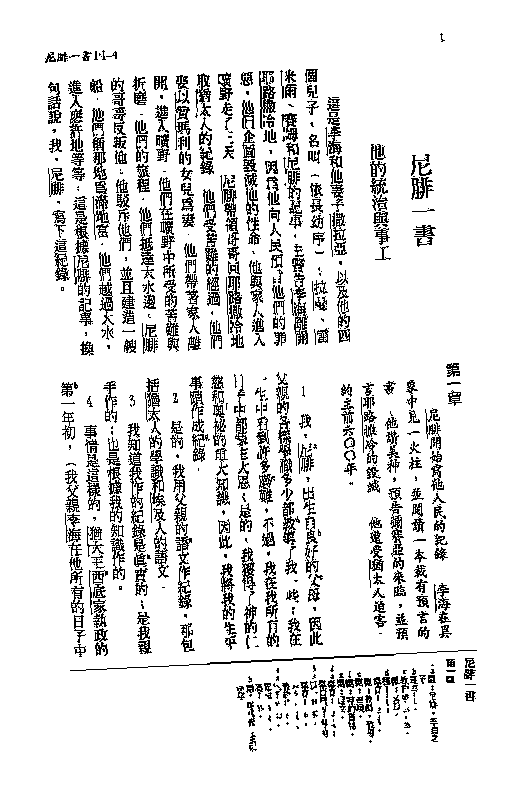 1
尼腓一書1:1-4
尼腓一書
他的統治與事工
這是李海和他妻子撒拉亞，以及他的四
個兒子，名叫（依長幼序）：拉曼、雷
米爾、賽姆和尼腓的記事，主警告李海離開
耶路撒冷地，因爲他向人民預言他們的罪
惡，他們企圖毀滅他的性命。他與家人進入
曠野走了三天。尼腓帶領哥哥回耶路撒冷地
取猶太人的紀錄。他們受苦難的經過。他們
娶以實瑪利的女兒爲妻。他們帶著家人離
開，進入曠野。他們在曠野中所受的苦難與
折磨。他們的旅程。他們抵達大水邊。尼腓
的哥哥反叛他。他駁斥他們，並且建造一艘
船。他們稱那地爲滿地富。他們越過大水，
進入應許地等等。這是根據尼腓的記事；換
句話說，我，尼腓，寫下這紀錄。
第一章
尼腓開始寫他人民的記錄　李海在異
象中見一火柱，並閱讀一本載有預言的
書　他讚美神，預告彌賽亞的來臨，並預
言耶路撒冷的毀滅　他遭受猶太人迫害。
約主前六〇〇年。
1　我，尼腓，出生自良好的父母，因此
父親的各樣學識多少都教導了我一些；我在
一生中看到許多苦難，不過，我在我所有的
日子中都蒙主大恩；是的，我獲得了神的仁
慈和奧祕的重大知識，因此，我將我的生平
事蹟作成紀錄。
2　是的，我用父親的語文作紀錄，那包
括猶太人的學識和埃及人的語文。
3　我知道我作的紀錄是眞實的；是我親
手作的；也是根據我的知識作的。
4　事情是這樣的，猶大王西底家執政的
第一年初，（我父親李海在他所有的日子中
尼腓一書
第一章